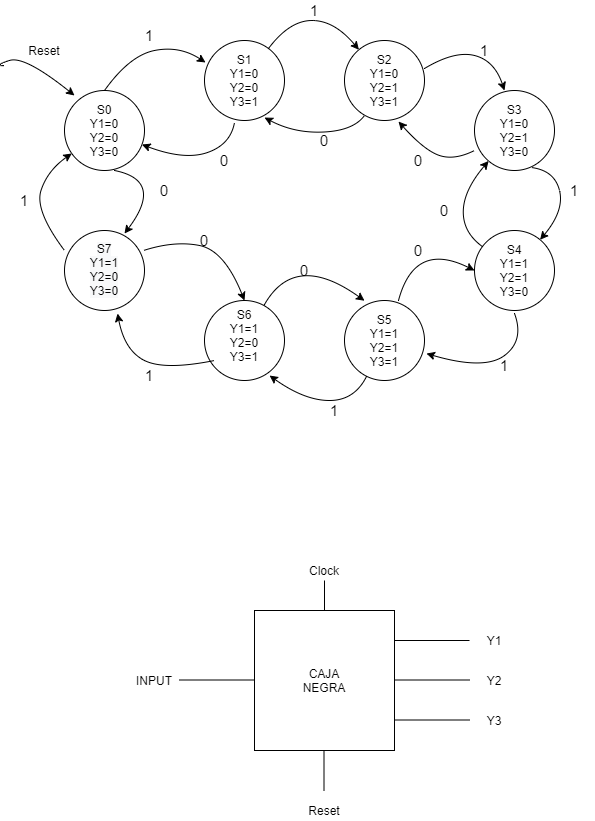 Reset
1
S1
Y1=0
Y2=0
Y3=1
1
S2
Y1=0
Y2=1
Y3=1
1
S0
Y1=0
Y2=0
Y3=0
0
0
0
S3
Y1=0
Y2=1
Y3=0
1
0
0
1
S7
Y1=1
Y2=0
Y3=0
0
0
0
S4
Y1=1
Y2=1
Y3=0
S6
Y1=1
Y2=0
Y3=1
S5
Y1=1
Y2=1
Y3=1
1
1
1
Clock
INPUT
CAJA
NEGRA
Y1
Y2
Y3
Reset